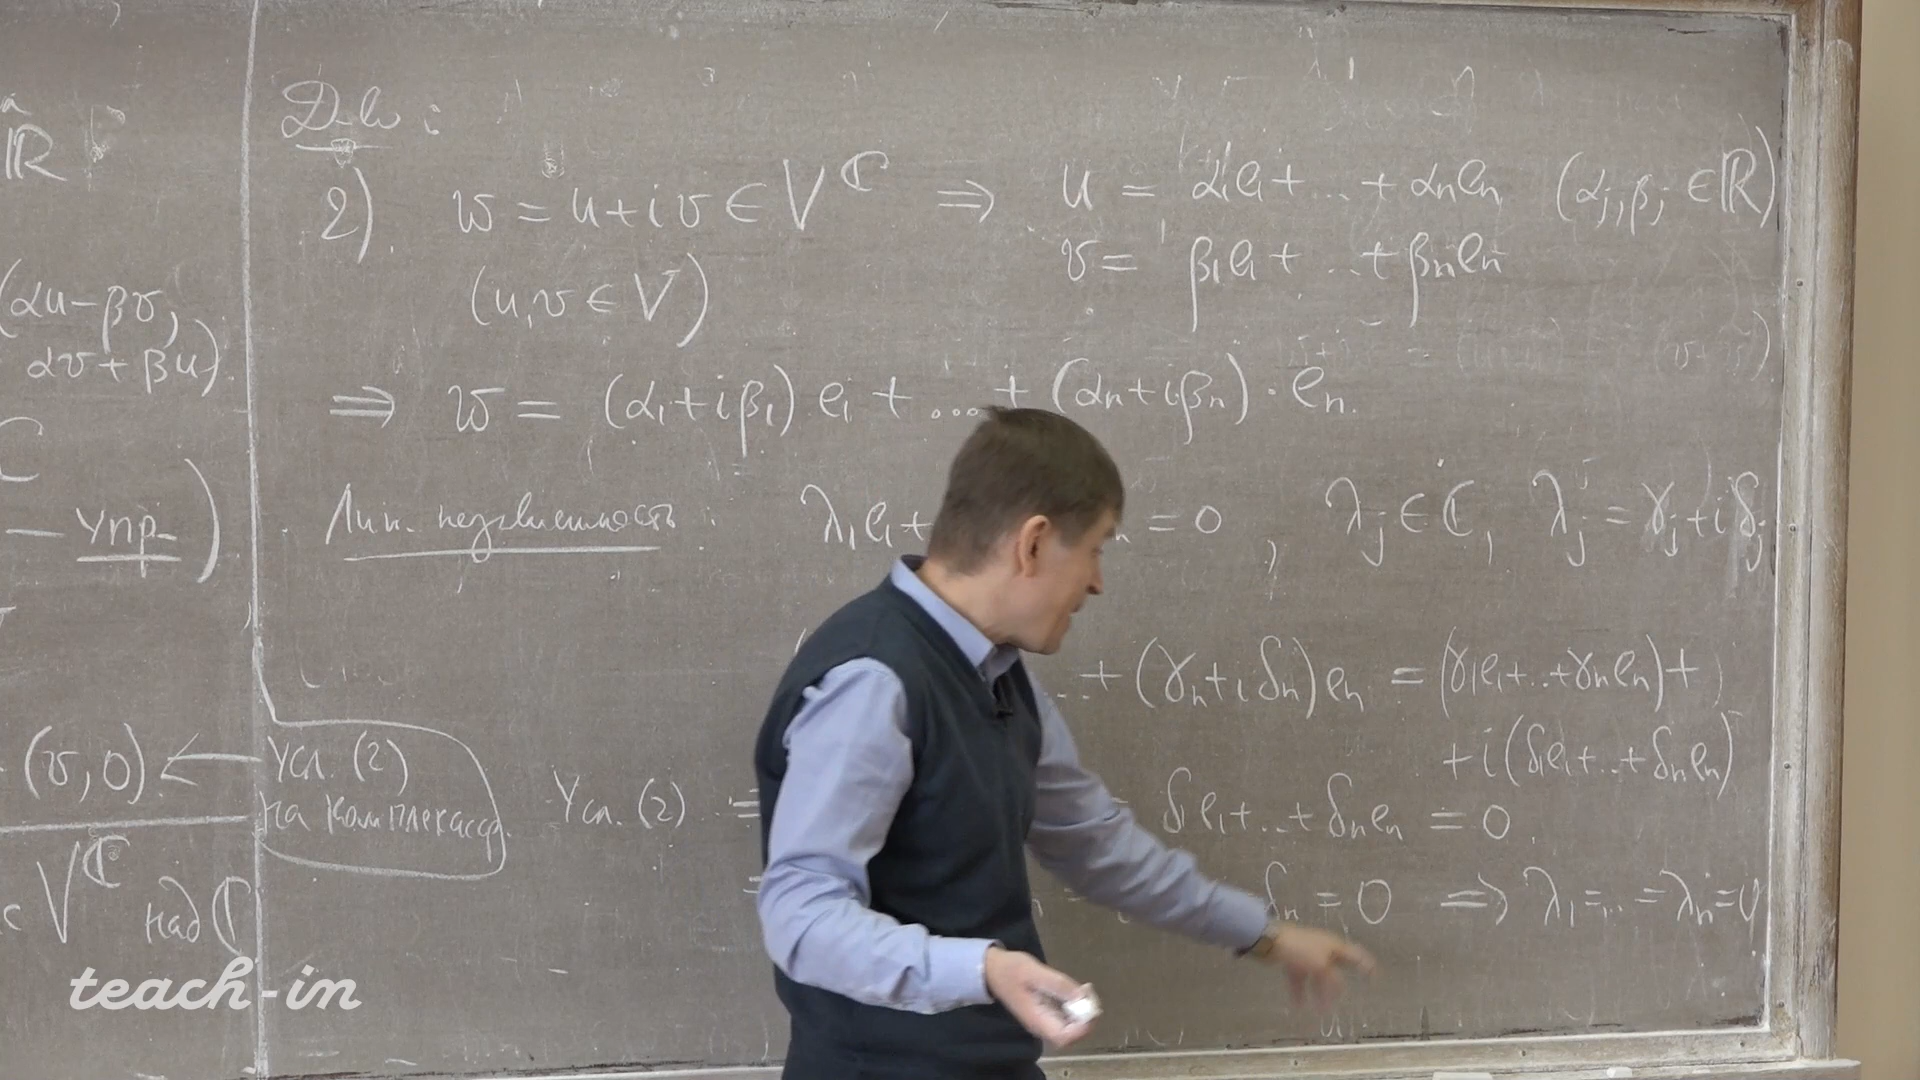 ℝ
(αu-βv,
αv+βu).
— упр-)
(v,0). ←
V^ℂ над ℂ
Усл. (2)
на комплексиф.
Д-во:
2). w = u+iv ∈ V^ℂ ⇒ u = α₁e₁+...+αₙeₙ (αⱼ,βⱼ ∈ℝ)
(u,v ∈ V) v = β₁e₁+...+βₙeₙ
⇒ w = (α₁+iβ₁)·e₁ + ... + (αₙ+iβₙ)·eₙ.
Лин. независимость: λ₁e₁+ = 0, λⱼ ∈ ℂ, λⱼ = γⱼ+iδⱼ
..+(γₙ+iδₙ)eₙ = (γ₁e₁+..+γₙeₙ)+
+i(δ₁e₁+..+δₙeₙ)
Усл. (2) = δ₁e₁+..+δₙeₙ = 0.
δₙ = 0 ⇒ λ₁=..=λₙ=0
teach-in